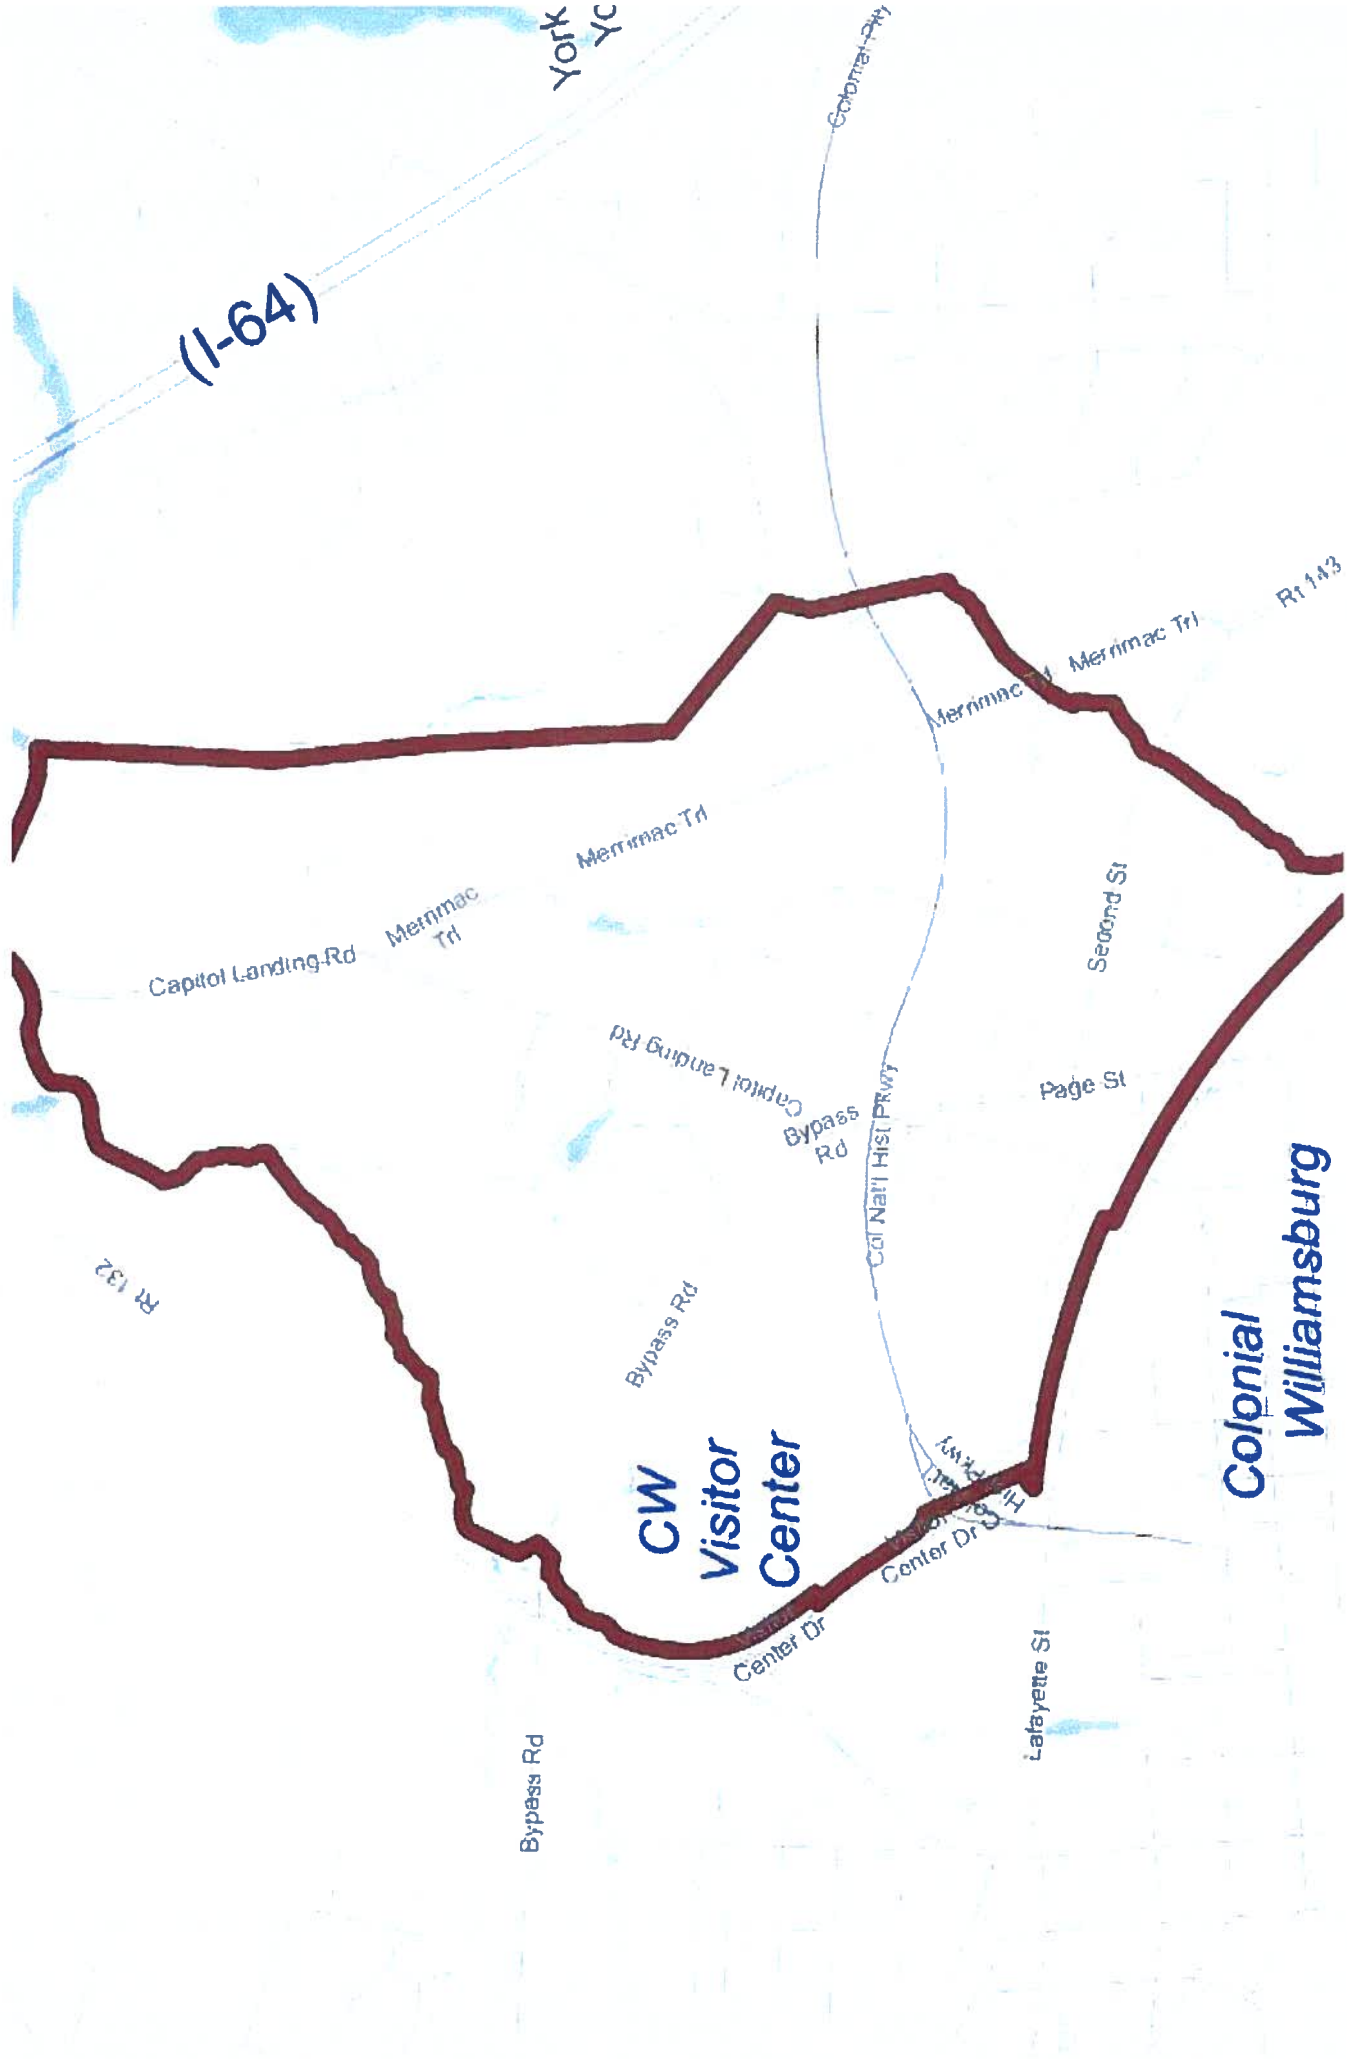 York
(I-64)
Colonial Pky
Rt 143
Merrimac Trl
Merrimac
Merrimac Trl
Merrimac
Trl
Capitol Landing Rd
Second St
Capitol Landing Rd
Bypass
Rd
Page St
Col Nat'l Hist Pkwy
Rt 132
Bypass Rd
Colonial
Williamsburg
CW
Visitor
Center
Pkwy
Center Dr
Visitor
Center Dr
Lafayette St
Bypass Rd